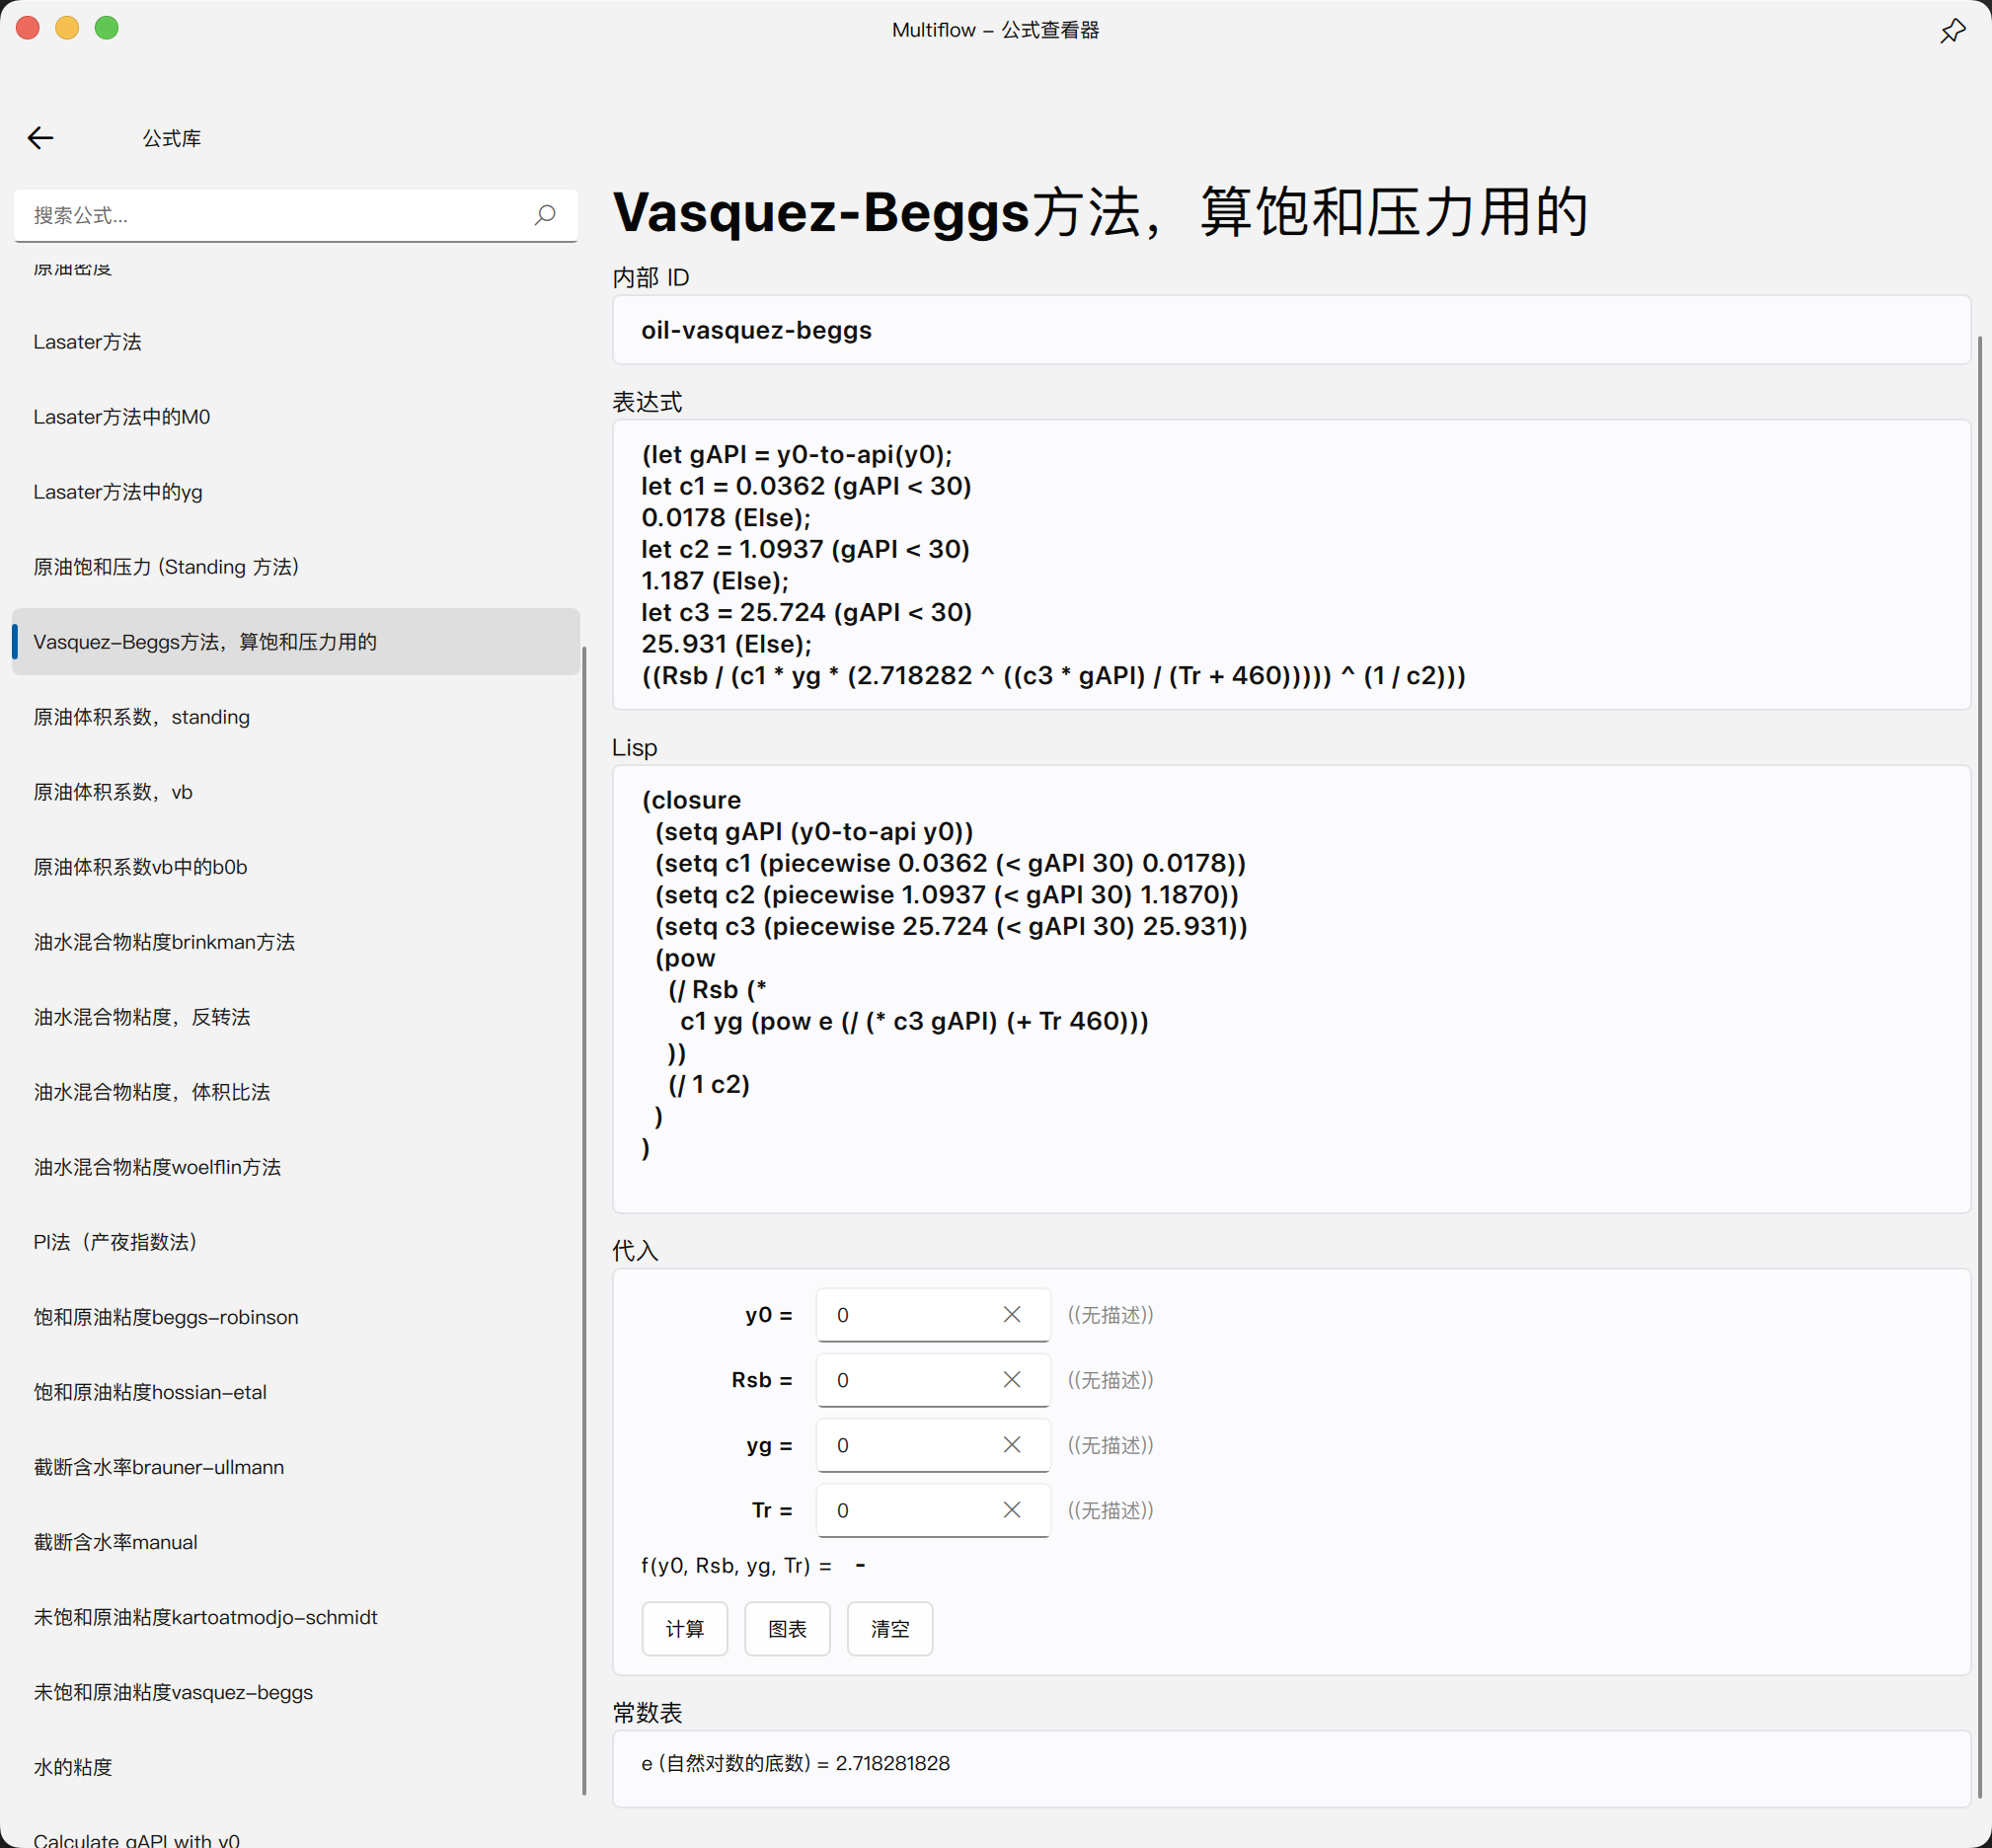 Multiflow – 公式查看器
公式库
搜索公式...
原油密度
Lasater方法
Lasater方法中的M0
Lasater方法中的yg
原油饱和压力 (Standing 方法)
Vasquez-Beggs方法，算饱和压力用的
原油体积系数，standing
原油体积系数，vb
原油体积系数vb中的b0b
油水混合物粘度brinkman方法
油水混合物粘度，反转法
油水混合物粘度，体积比法
油水混合物粘度woelflin方法
PI法（产夜指数法）
饱和原油粘度beggs-robinson
饱和原油粘度hossian-etal
截断含水率brauner-ullmann
截断含水率manual
未饱和原油粘度kartoatmodjo-schmidt
未饱和原油粘度vasquez-beggs
水的粘度
Calculate gAPI with y0
Vasquez-Beggs方法，算饱和压力用的
内部 ID
oil-vasquez-beggs
表达式
(let gAPI = y0-to-api(y0);
let c1 = 0.0362 (gAPI < 30)
0.0178 (Else);
let c2 = 1.0937 (gAPI < 30)
1.187 (Else);
let c3 = 25.724 (gAPI < 30)
25.931 (Else);
((Rsb / (c1 * yg * (2.718282 ^ ((c3 * gAPI) / (Tr + 460))))) ^ (1 / c2)))
Lisp
(closure
(setq gAPI (y0-to-api y0))
(setq c1 (piecewise 0.0362 (< gAPI 30) 0.0178))
(setq c2 (piecewise 1.0937 (< gAPI 30) 1.1870))
(setq c3 (piecewise 25.724 (< gAPI 30) 25.931))
(pow
(/ Rsb (*
c1 yg (pow e (/ (* c3 gAPI) (+ Tr 460)))
))
(/ 1 c2)
)
)
代入
y0 = 0 ((无描述))
Rsb = 0 ((无描述))
yg = 0 ((无描述))
Tr = 0 ((无描述))
f(y0, Rsb, yg, Tr) = -
计算 图表 清空
常数表
e (自然对数的底数) = 2.718281828